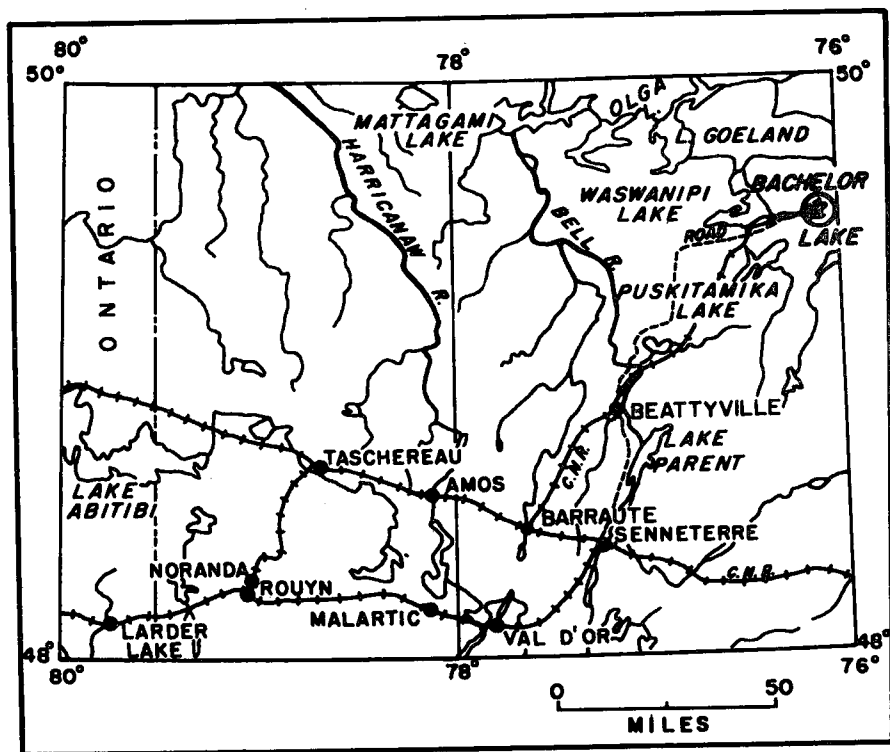 80°
78°
76°
50°
50°
OLGA
L.
MATTAGAMI
LAKE
L. GOELAND
HARRICANAW
R.
WASWANIPI
LAKE
BACHELOR
LAKE
ONTARIO
BELL R.
ROAD
PUSKITAMIKA
LAKE
BEATTYVILLE
LAKE
PARENT
C.N.R.
TASCHEREAU
LAKE
ABITIBI
AMOS
BARRAUTE
SENNETERRE
C.N.R.
NORANDA
ROUYN
MALARTIC
LARDER
LAKE
VAL D'OR
48°
48°
80°
78°
76°
0
50
MILES